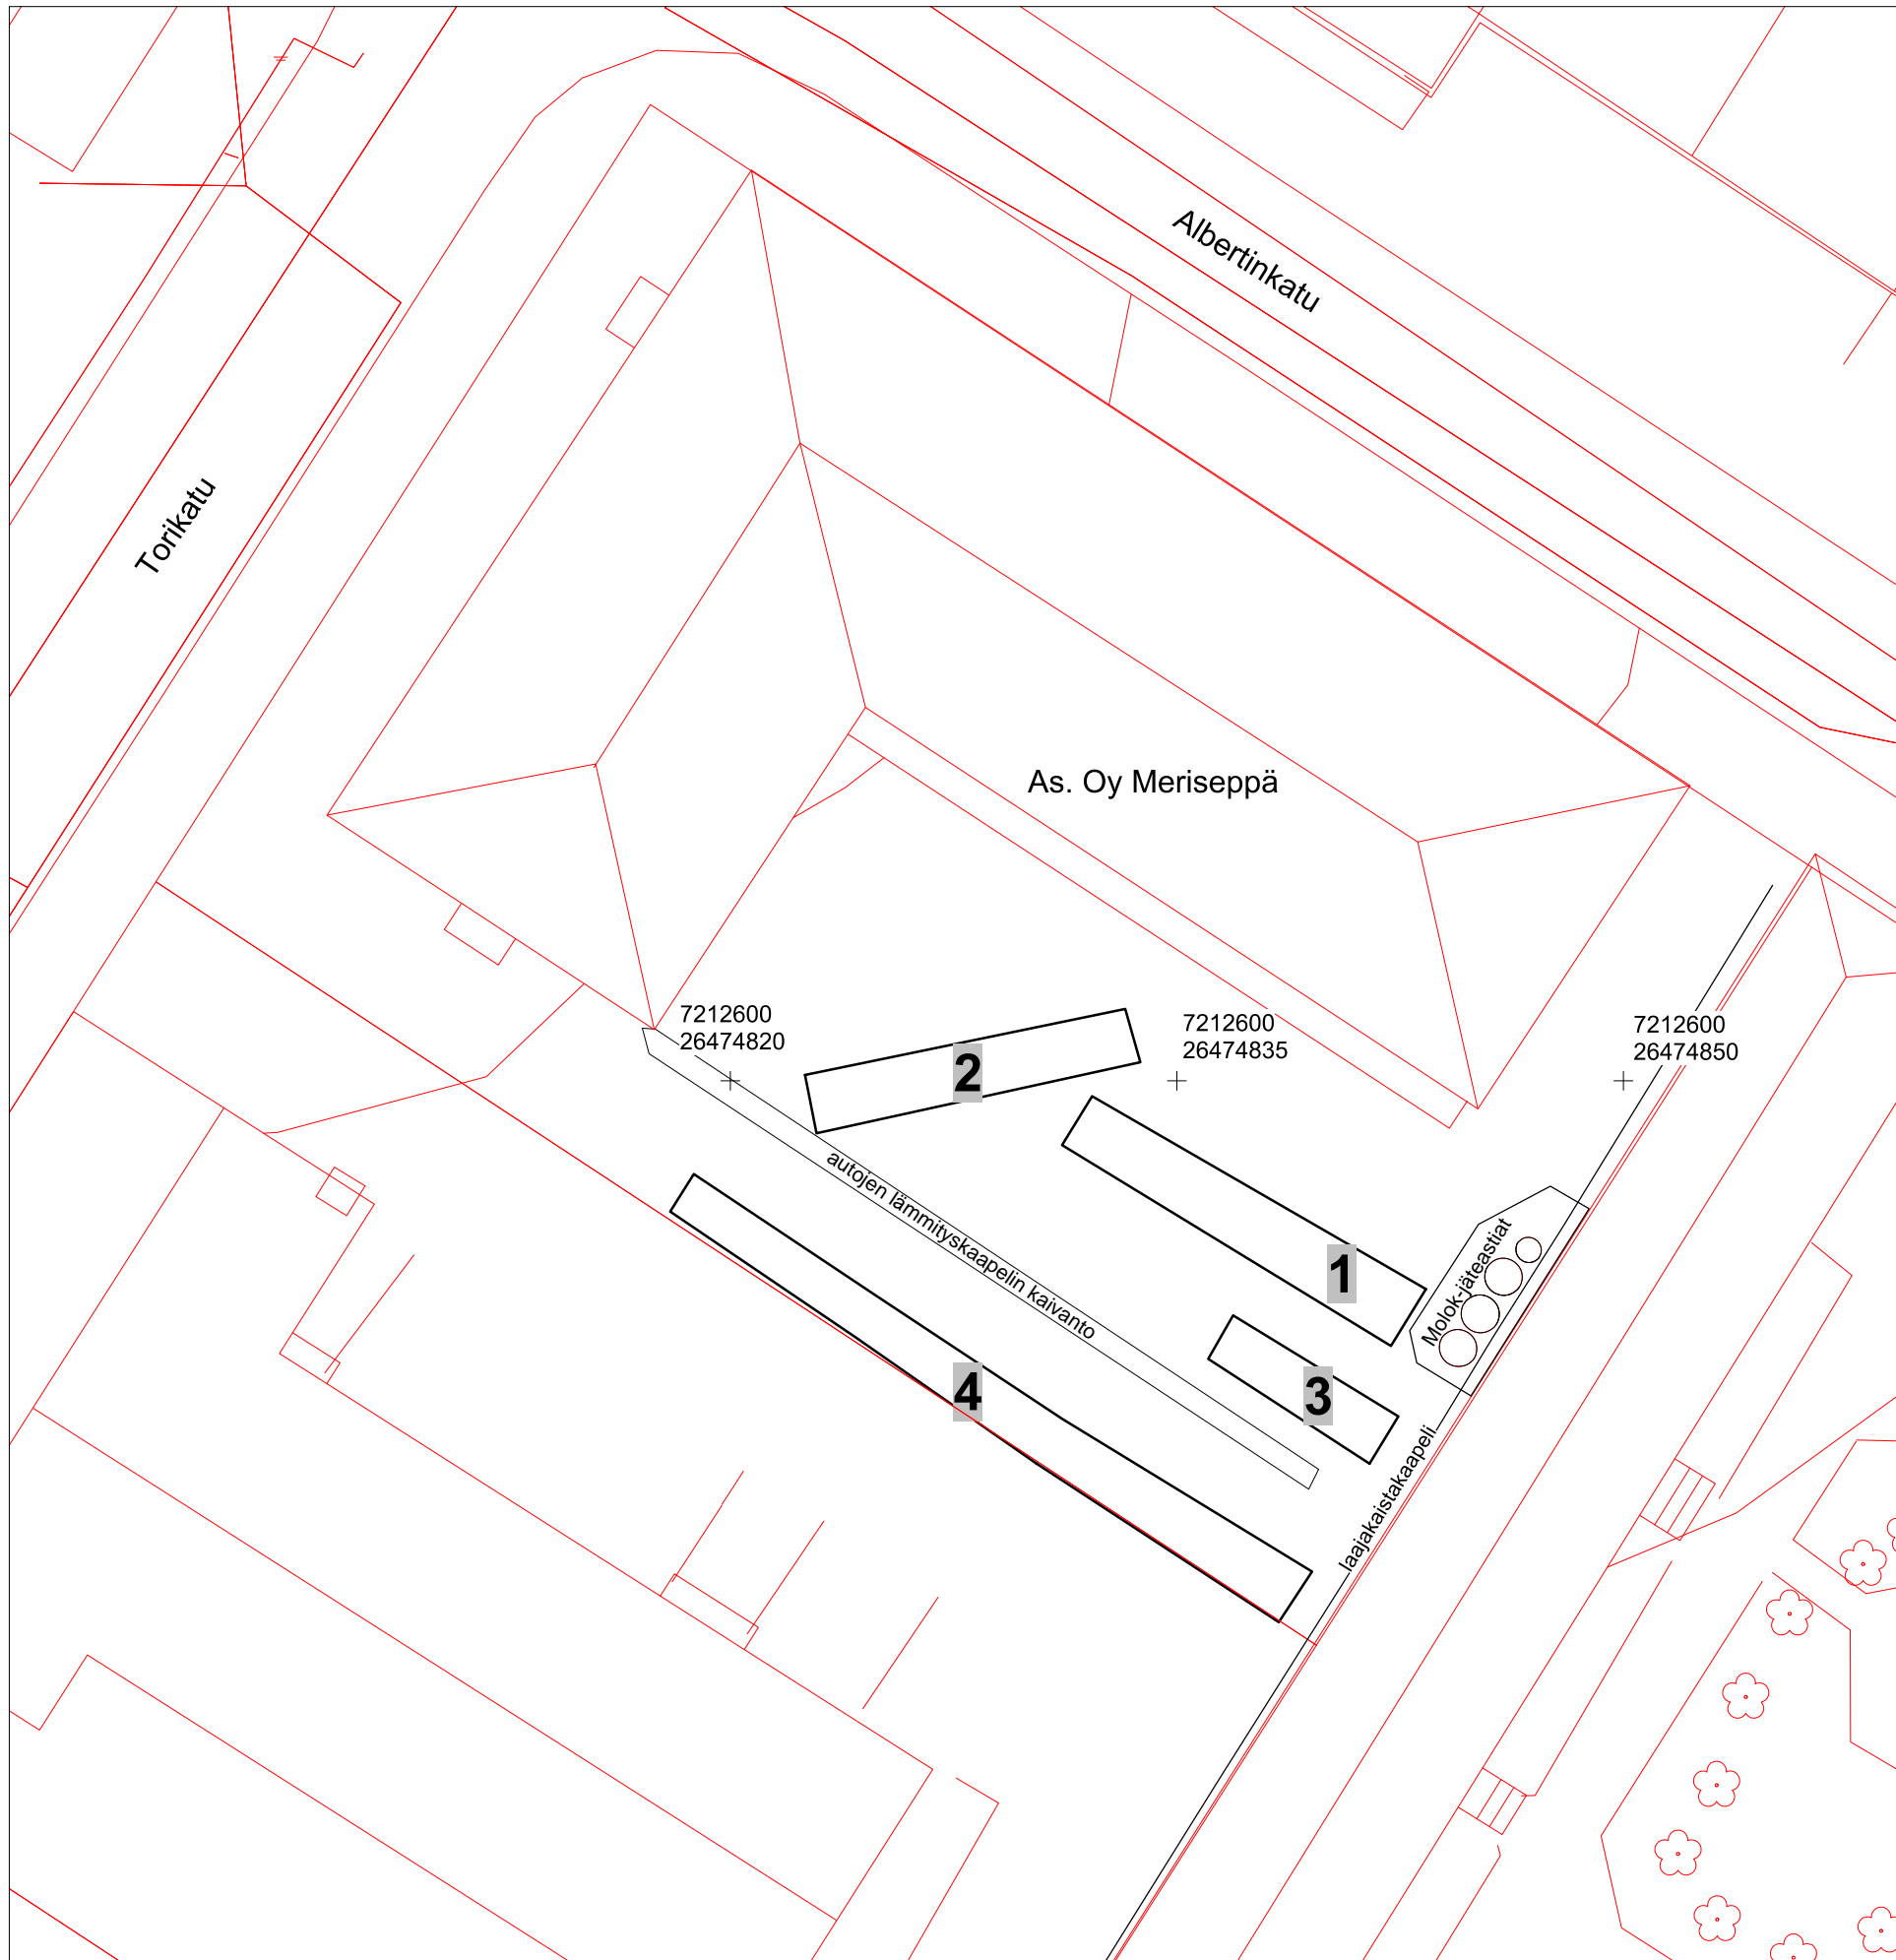 Albertinkatu
Torikatu
As. Oy Meriseppä
7212600
26474820
7212600
26474835
7212600
26474850
2
autojen lämmityskaapelin kaivanto
1
Molok-jäteastiat
4
3
laajakaistakaapeli